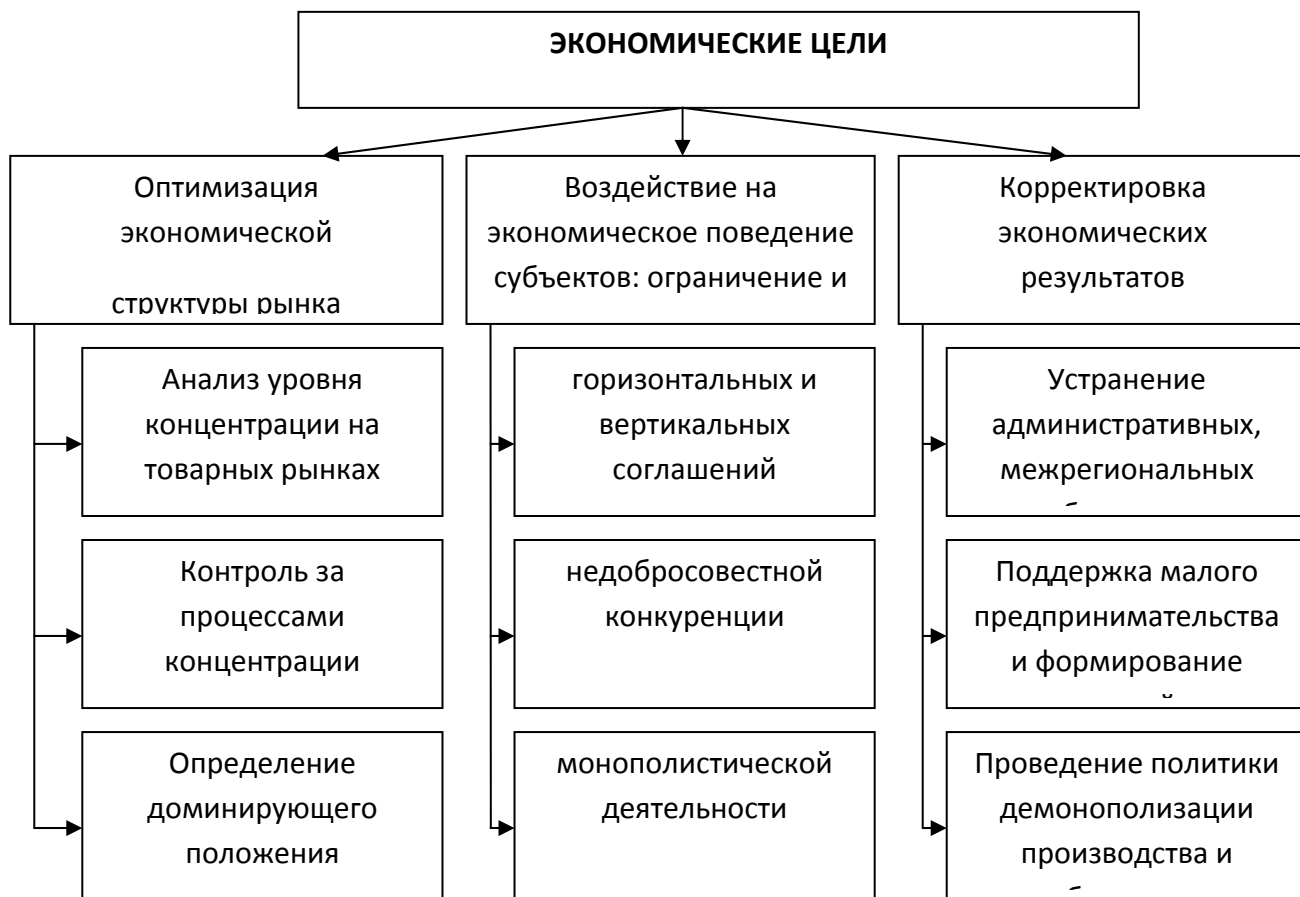 ЭКОНОМИЧЕСКИЕ ЦЕЛИ
Оптимизация
экономической
структуры рынка
Воздействие на
экономическое поведение
субъектов: ограничение и
Корректировка
экономических
результатов
Анализ уровня
концентрации на
товарных рынках
горизонтальных и
вертикальных
соглашений
Устранение
административных,
межрегиональных
Контроль за
процессами
концентрации
недобросовестной
конкуренции
Поддержка малого
предпринимательства
и формирование
Определение
доминирующего
положения
монополистической
деятельности
Проведение политики
демонополизации
производства и